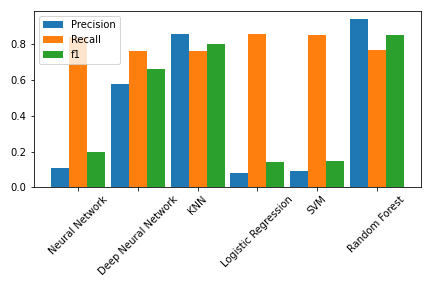 Precision
Recall
f1
0.8
0.6
0.4
0.2
0.0
Neural Network
Deep Neural Network
KNN
Logistic Regression
SVM
Random Forest